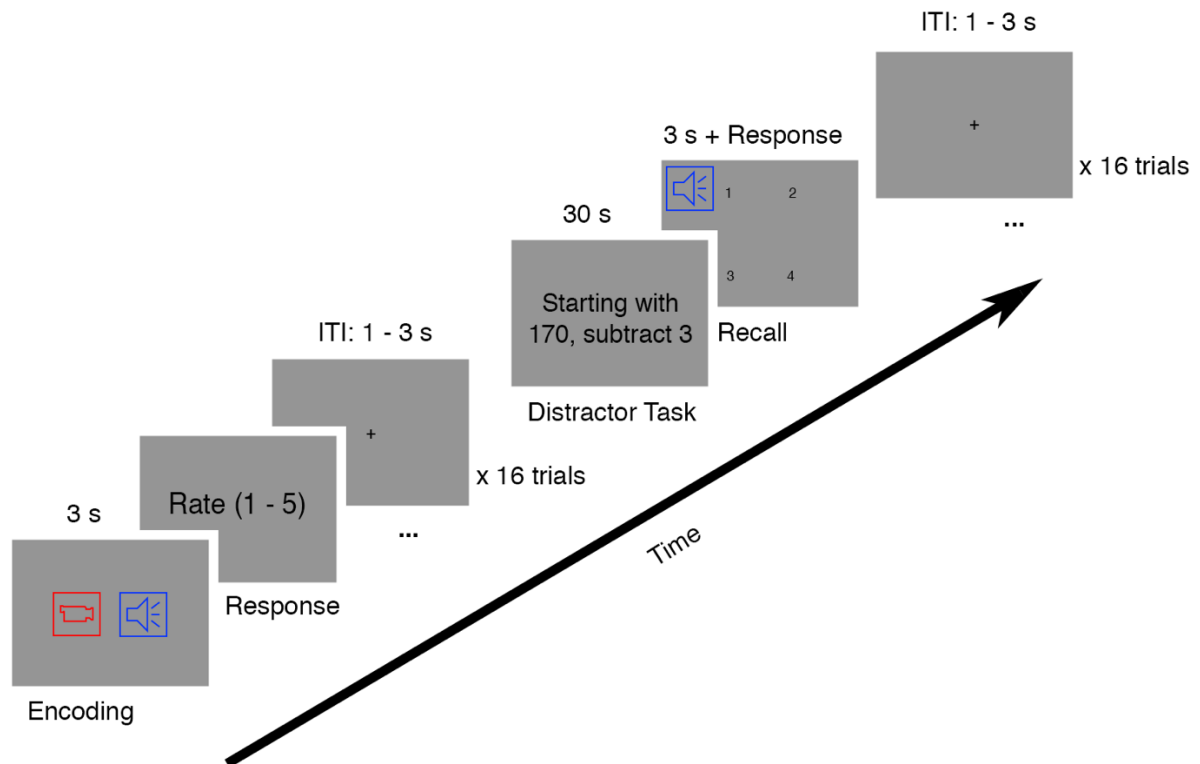 3 s
Encoding
Rate (1 - 5)
Response
ITI: 1 - 3 s
+
x 16 trials
...
30 s
Starting with
170, subtract 3
Distractor Task
3 s + Response
1 2
3 4
Recall
ITI: 1 - 3 s
+
x 16 trials
...
Time